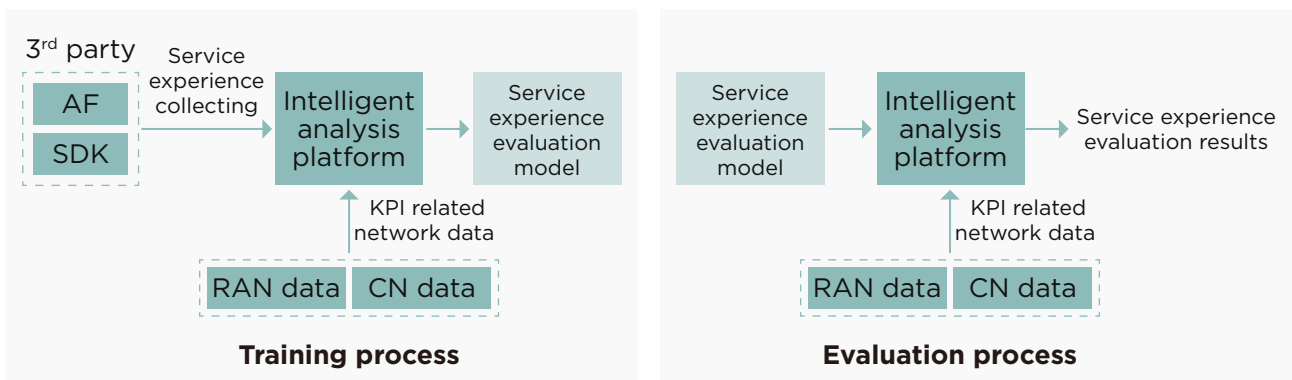 3rd party
AF
SDK
Service
experience
collecting
Intelligent
analysis
platform
Service
experience
evaluation
model
KPI related
network data
RAN data
CN data
Training process
Service
experience
evaluation
model
Intelligent
analysis
platform
Service experience
evaluation results
KPI related
network data
RAN data
CN data
Evaluation process